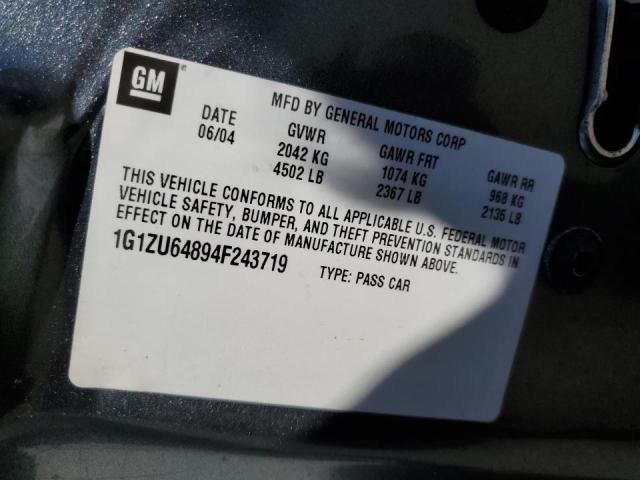 GM
MFD BY GENERAL MOTORS CORP
DATE GVWR GAWR FRT GAWR RR
06/04 2042 KG 1074 KG 968 KG
4502 LB 2367 LB 2135 LB
THIS VEHICLE CONFORMS TO ALL APPLICABLE U.S. FEDERAL MOTOR
VEHICLE SAFETY, BUMPER, AND THEFT PREVENTION STANDARDS IN
EFFECT ON THE DATE OF MANUFACTURE SHOWN ABOVE.
1G1ZU64894F243719 TYPE: PASS CAR